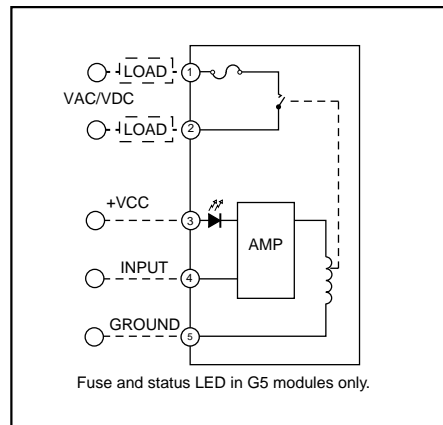 LOAD 1
VAC/VDC
LOAD 2
+VCC 3
AMP
INPUT 4
GROUND 5
Fuse and status LED in G5 modules only.